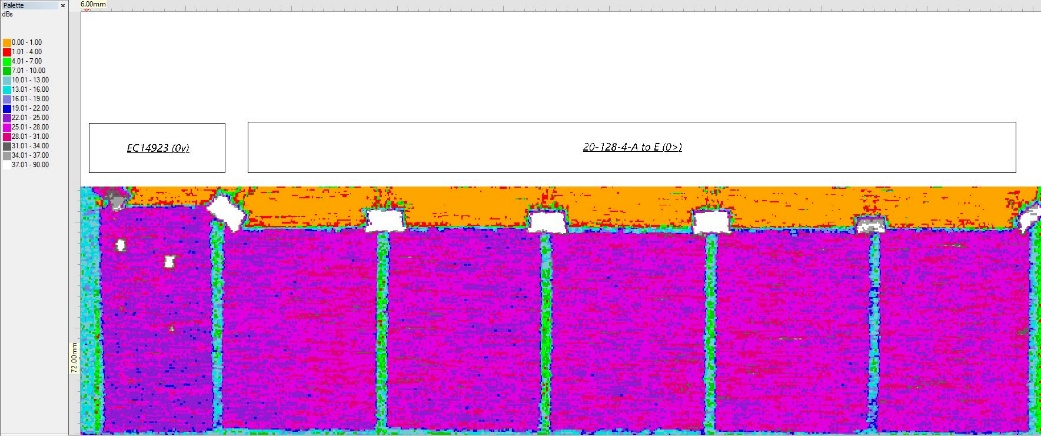 Palette
6.00mm
dBs
0.00 - 1.00
1.01 - 4.00
4.01 - 7.00
7.01 - 10.00
10.01 - 13.00
13.01 - 16.00
16.01 - 19.00
19.01 - 22.00
22.01 - 25.00
25.01 - 28.00
28.01 - 31.00
31.01 - 34.00
34.01 - 37.00
37.01 - 90.00
EC14923 (0v)
20-128-4-A to E (0>)
72.00mm